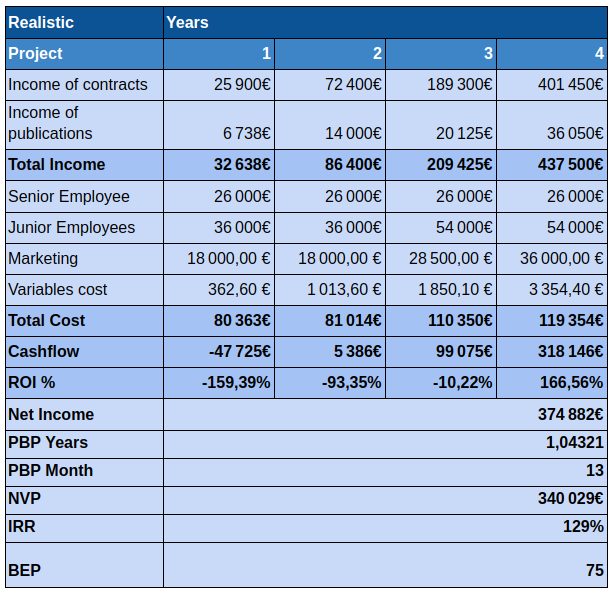 Realistic Years
Project 1 2 3 4
Income of contracts 25 900€ 72 400€ 189 300€ 401 450€
Income of
publications 6 738€ 14 000€ 20 125€ 36 050€
Total Income 32 638€ 86 400€ 209 425€ 437 500€
Senior Employee 26 000€ 26 000€ 26 000€ 26 000€
Junior Employees 36 000€ 36 000€ 54 000€ 54 000€
Marketing 18 000,00 € 18 000,00 € 28 500,00 € 36 000,00 €
Variables cost 362,60 € 1 013,60 € 1 850,10 € 3 354,40 €
Total Cost 80 363€ 81 014€ 110 350€ 119 354€
Cashflow -47 725€ 5 386€ 99 075€ 318 146€
ROI % -159,39% -93,35% -10,22% 166,56%
Net Income 374 882€
PBP Years 1,04321
PBP Month 13
NVP 340 029€
IRR 129%
BEP 75